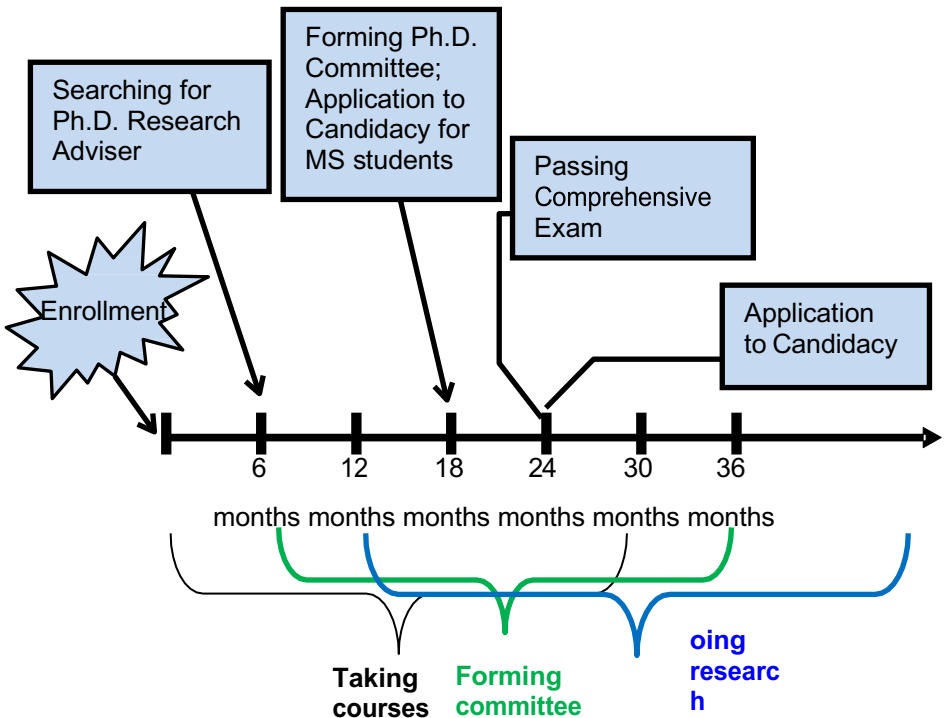 Forming Ph.D.
Committee;
Application to
Candidacy for
MS students
Searching for
Ph.D. Research
Adviser
Passing
Comprehensive
Exam
Enrollment
Application
to Candidacy
6 12 18 24 30 36
months months months months months months
Taking
courses
Forming
committee
oing
researc
h